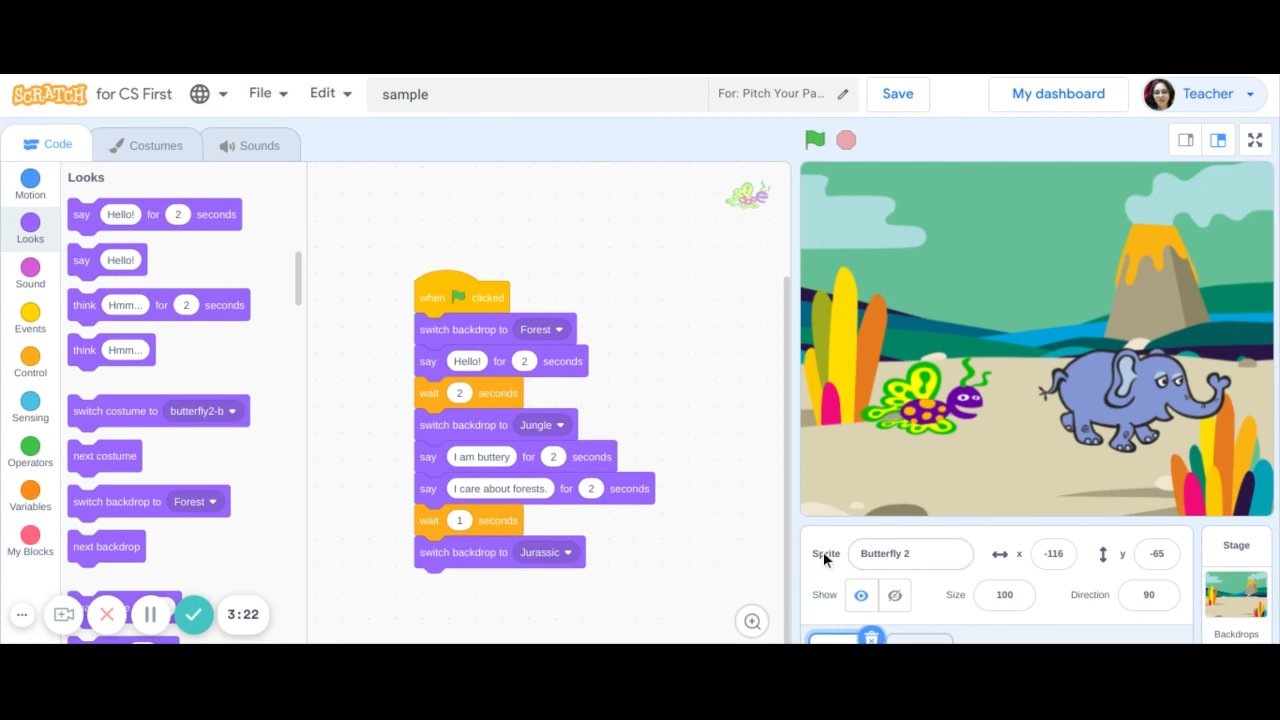 SCRATCH for CS First File Edit sample For: Pitch Your Pa... Save My dashboard Teacher
Code Costumes Sounds
Motion
Looks
Sound
Events
Control
Sensing
Operators
Variables
My Blocks
Looks
say Hello! for 2 seconds
say Hello!
think Hmm... for 2 seconds
think Hmm...
switch costume to butterfly2-b
next costume
switch backdrop to Forest
next backdrop
3:22
when clicked
switch backdrop to Forest
say Hello! for 2 seconds
wait 2 seconds
switch backdrop to Jungle
say I am buttery for 2 seconds
say I care about forests. for 2 seconds
wait 1 seconds
switch backdrop to Jurassic
Sprite Butterfly 2 x -116 y -65
Show Size 100 Direction 90
Stage
Backdrops